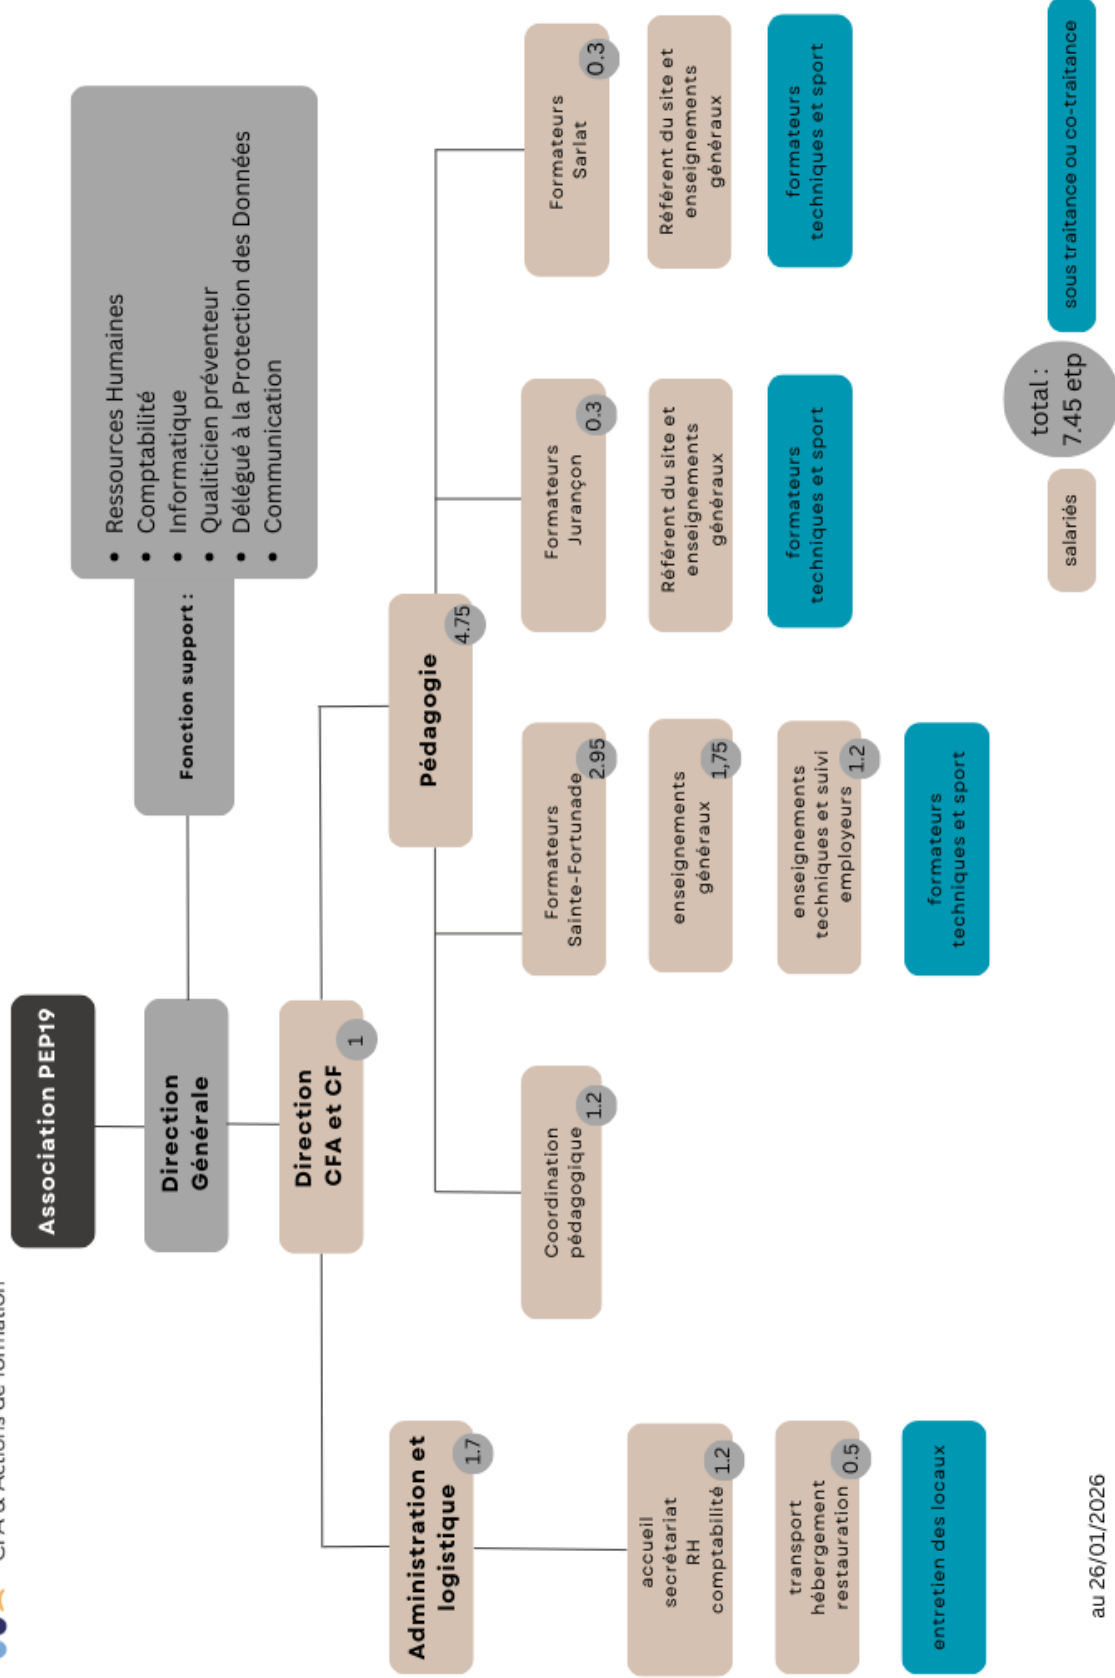 CFA & Actions de formation
Association PEP19
Direction
Générale
Fonction support :
• Ressources Humaines
• Comptabilité
• Informatique
• Qualiticien préventeur
• Délégué à la Protection des Données
• Communication
Direction
CFA et CF
1
Administration et
logistique
1.7
Pédagogie
4.75
accueil
secrétariat
RH
comptabilité
1.2
transport
hébergement
restauration
0.5
entretien des locaux
Coordination
pédagogique
1.2
Formateurs
Sainte-Fortunade
2.95
enseignements
généraux
1,75
enseignements
techniques et suivi
employeurs
1.2
formateurs
techniques et sport
Formateurs
Jurançon
0.3
Référent du site et
enseignements
généraux
formateurs
techniques et sport
Formateurs
Sarlat
0.3
Référent du site et
enseignements
généraux
formateurs
techniques et sport
au 26/01/2026
salariés
total :
7.45 etp
sous traitance ou co-traitance